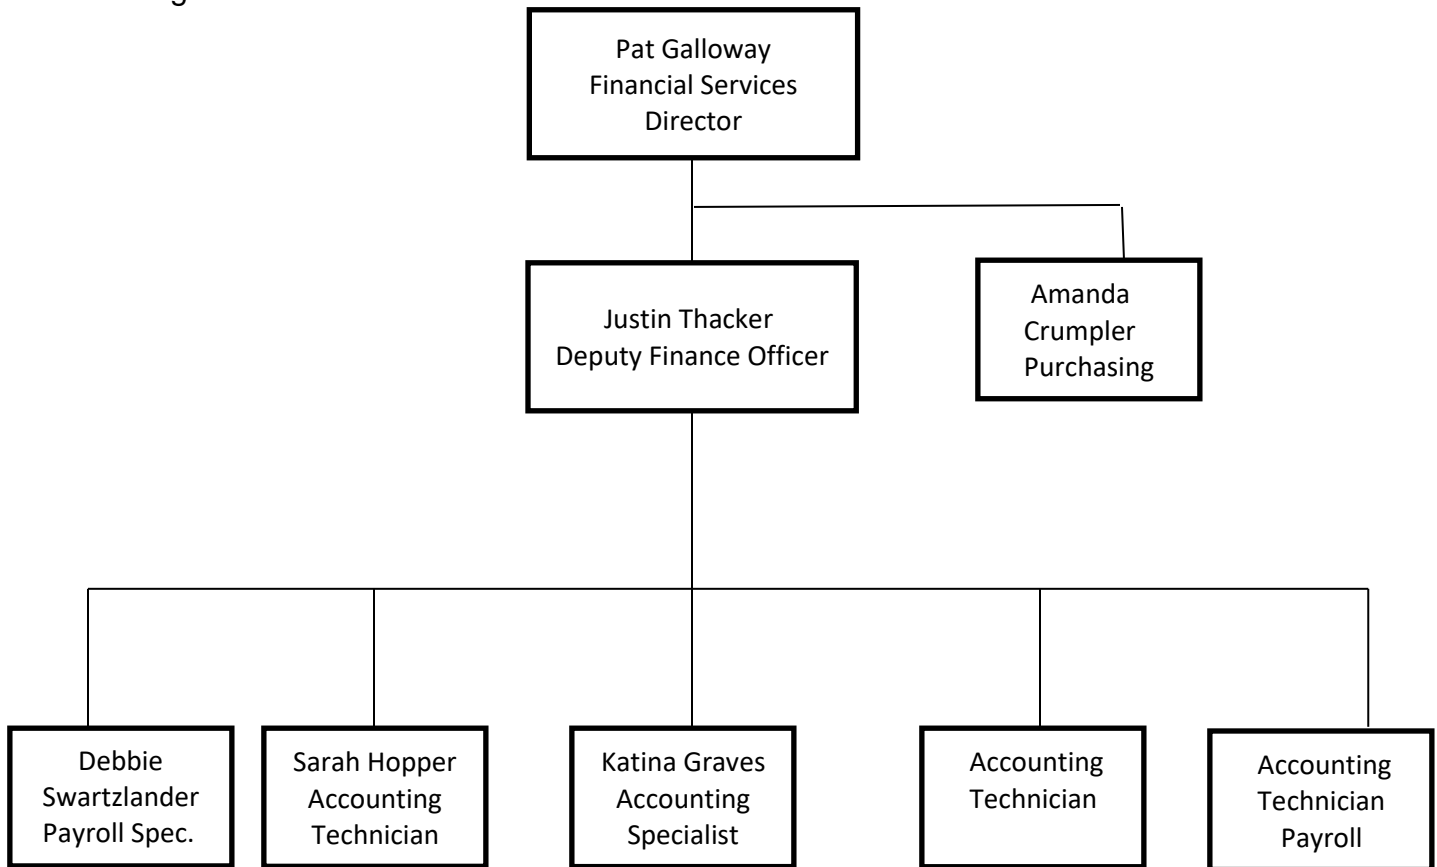 Pat Galloway
Financial Services
Director
Justin Thacker
Deputy Finance Officer
Amanda
Crumpler
Purchasing
Debbie
Swartzlander
Payroll Spec.
Sarah Hopper
Accounting
Technician
Katina Graves
Accounting
Specialist
Accounting
Technician
Accounting
Technician
Payroll